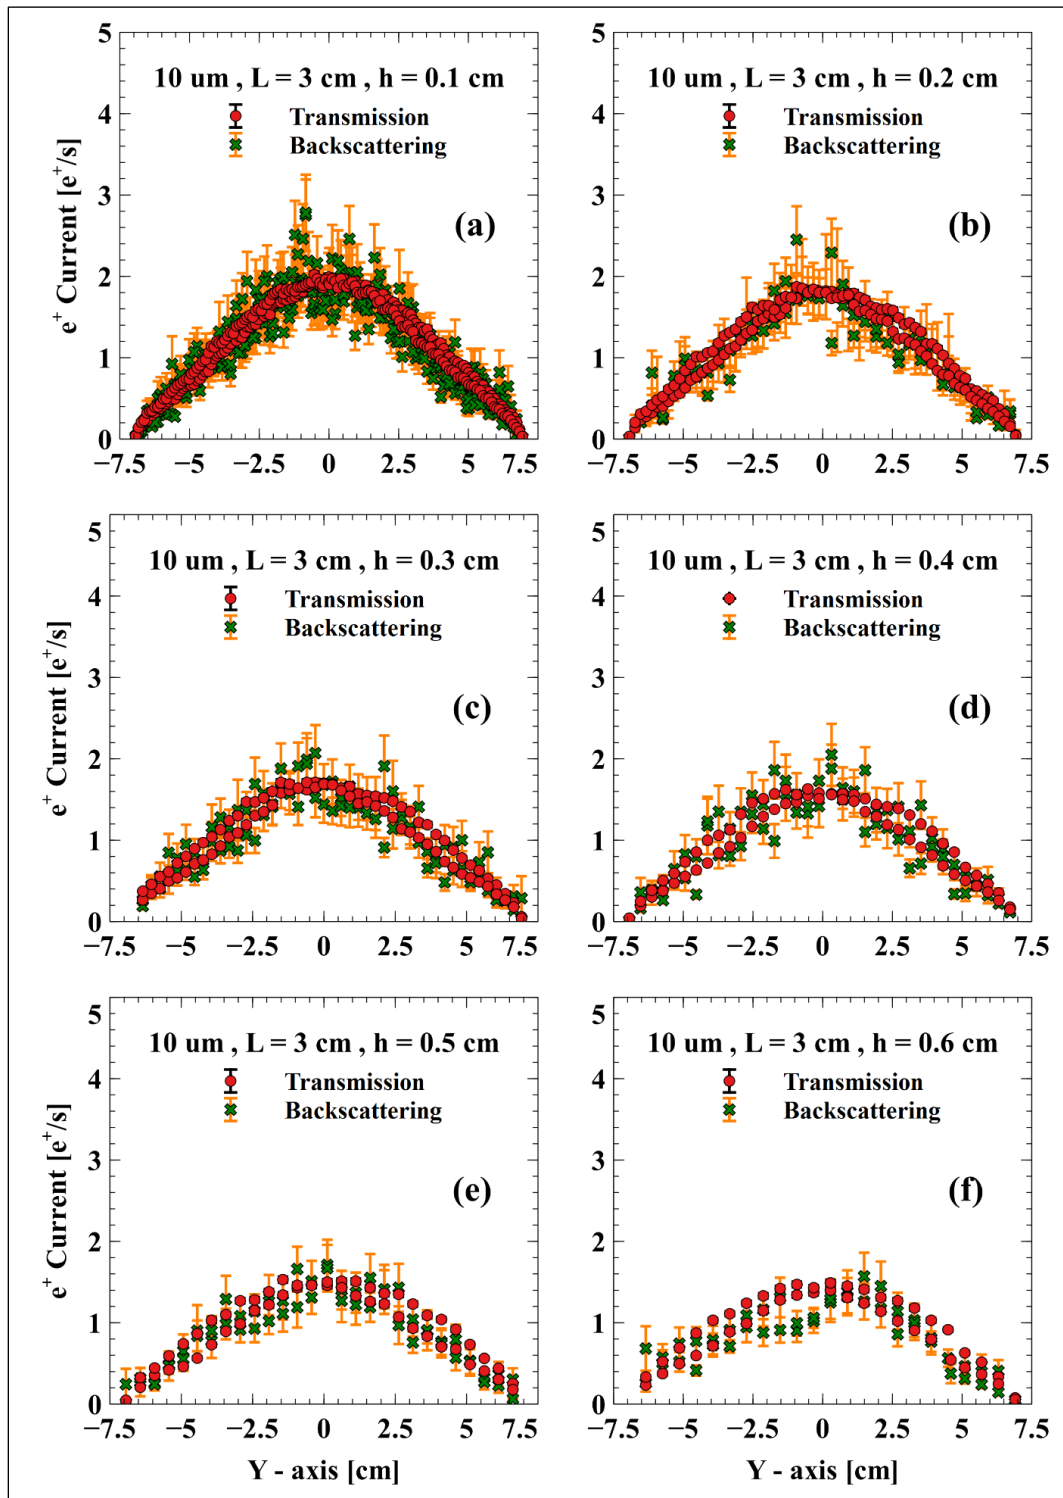 10 um , L = 3 cm , h = 0.1 cm
Transmission
Backscattering
(a)
e⁺ Current [e⁺/s]
5
4
3
2
1
0
−7.5 −5 −2.5 0 2.5 5 7.5
10 um , L = 3 cm , h = 0.2 cm
Transmission
Backscattering
(b)
5
4
3
2
1
0
−7.5 −5 −2.5 0 2.5 5 7.5
10 um , L = 3 cm , h = 0.3 cm
Transmission
Backscattering
(c)
e⁺ Current [e⁺/s]
5
4
3
2
1
0
−7.5 −5 −2.5 0 2.5 5 7.5
10 um , L = 3 cm , h = 0.4 cm
Transmission
Backscattering
(d)
5
4
3
2
1
0
−7.5 −5 −2.5 0 2.5 5 7.5
10 um , L = 3 cm , h = 0.5 cm
Transmission
Backscattering
(e)
e⁺ Current [e⁺/s]
5
4
3
2
1
0
−7.5 −5 −2.5 0 2.5 5 7.5
Y - axis [cm]
10 um , L = 3 cm , h = 0.6 cm
Transmission
Backscattering
(f)
5
4
3
2
1
0
−7.5 −5 −2.5 0 2.5 5 7.5
Y - axis [cm]